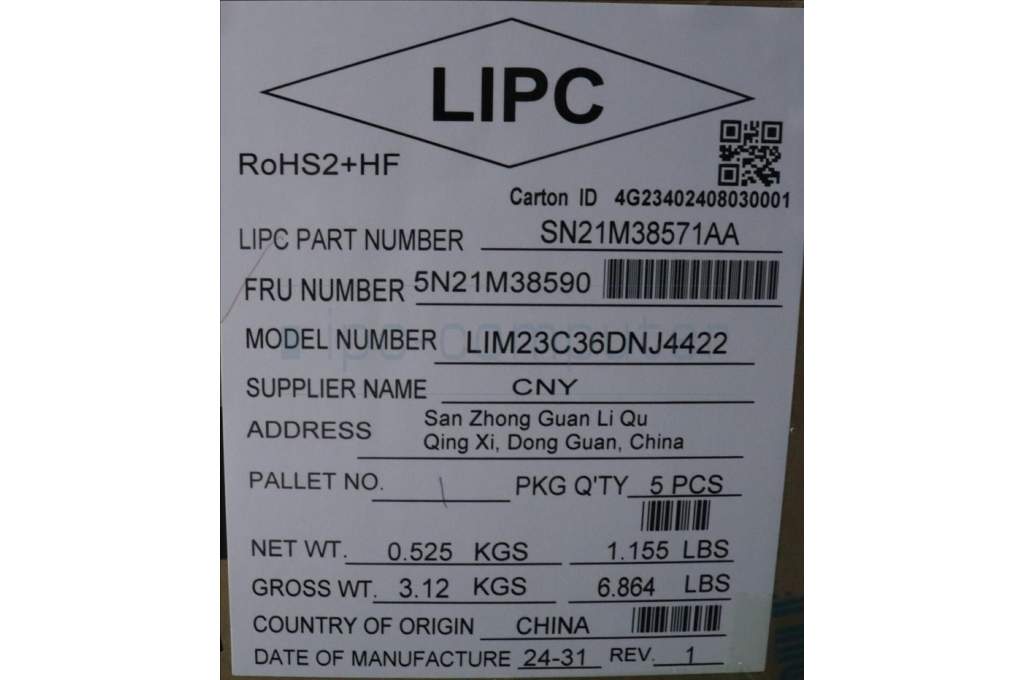 LIPC
RoHS2+HF
Carton ID 4G23402408030001
LIPC PART NUMBER SN21M38571AA
FRU NUMBER 5N21M38590
MODEL NUMBER LIM23C36DNJ4422
ipc-computer
SUPPLIER NAME CNY
ADDRESS San Zhong Guan Li Qu
Qing Xi, Dong Guan, China
PALLET NO. PKG Q'TY 5 PCS
NET WT. 0.525 KGS 1.155 LBS
GROSS WT. 3.12 KGS 6.864 LBS
COUNTRY OF ORIGIN CHINA
DATE OF MANUFACTURE 24-31 REV. 1